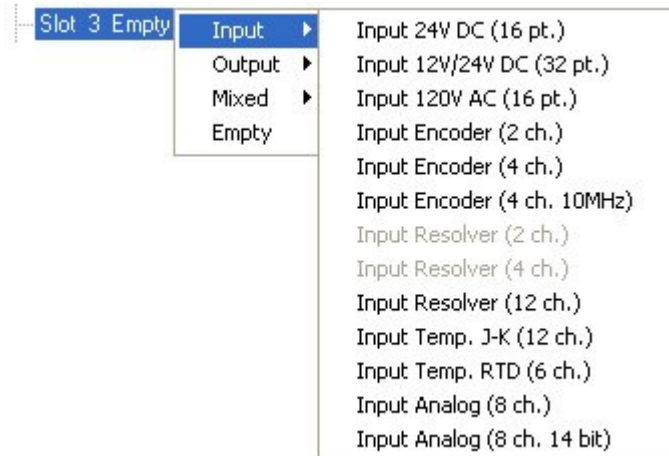 Slot 3 Empty
Input
Output
Mixed
Empty
Input 24V DC (16 pt.)
Input 12V/24V DC (32 pt.)
Input 120V AC (16 pt.)
Input Encoder (2 ch.)
Input Encoder (4 ch.)
Input Encoder (4 ch. 10MHz)
Input Resolver (2 ch.)
Input Resolver (4 ch.)
Input Resolver (12 ch.)
Input Temp. J-K (12 ch.)
Input Temp. RTD (6 ch.)
Input Analog (8 ch.)
Input Analog (8 ch. 14 bit)